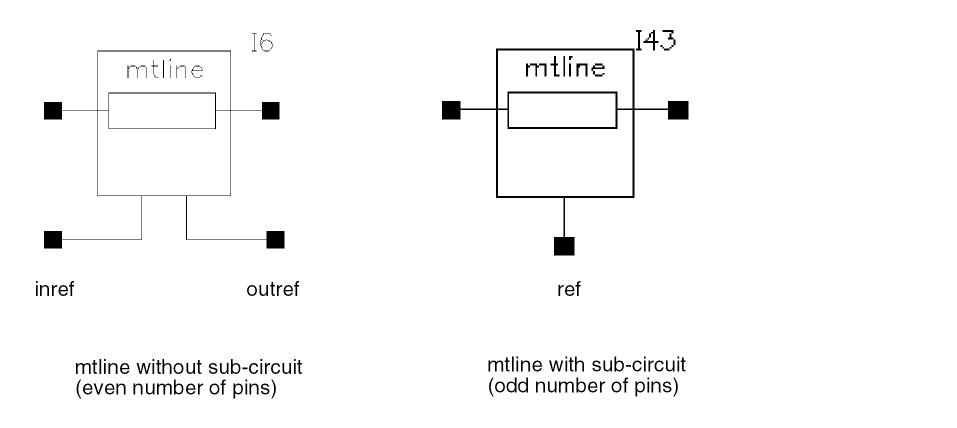 I6
mtline
inref
outref
mtline without sub-circuit
(even number of pins)
I43
mtline
ref
mtline with sub-circuit
(odd number of pins)